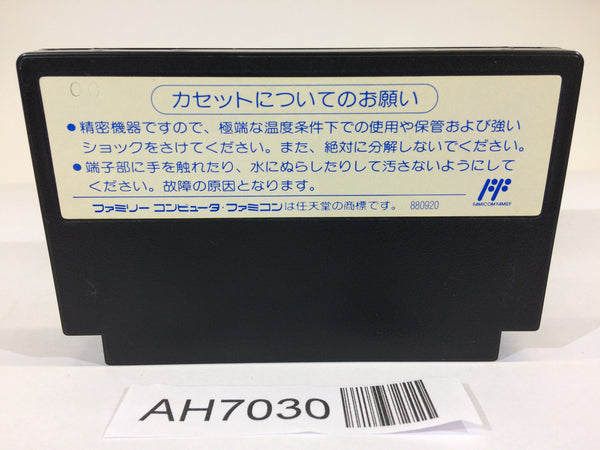 00
カセットについてのお願い
●精密機器ですので、極端な温度条件下での使用や保管および強い
ショックをさけてください。また、絶対に分解しないでください。
●端子部に手を触れたり、水にぬらしたりして汚さないようにして
ください。故障の原因となります。
FAMICOM FAMILY
ファミリー コンピュータ・ファミコンは任天堂の商標です。 880920
AH7030